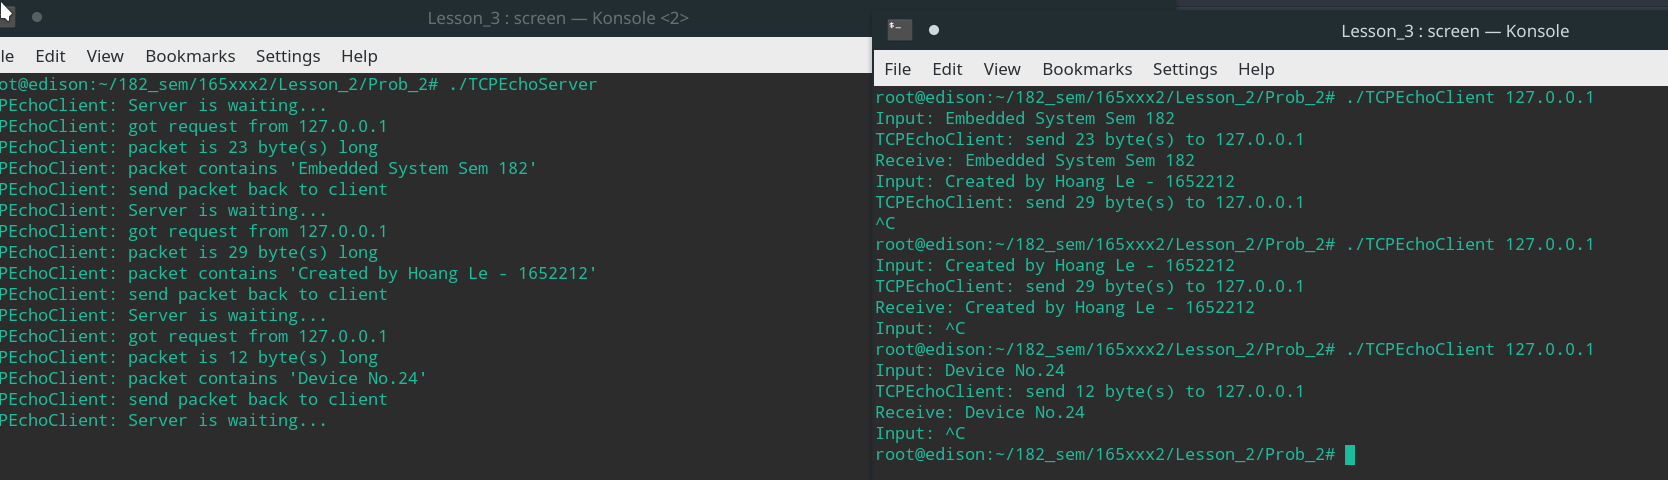 Lesson_3 : screen — Konsole <2>
le Edit View Bookmarks Settings Help
ot@edison:~/182_sem/165xxx2/Lesson_2/Prob_2# ./TCPEchoServer
PEchoClient: Server is waiting...
PEchoClient: got request from 127.0.0.1
PEchoClient: packet is 23 byte(s) long
PEchoClient: packet contains 'Embedded System Sem 182'
PEchoClient: send packet back to client
PEchoClient: Server is waiting...
PEchoClient: got request from 127.0.0.1
PEchoClient: packet is 29 byte(s) long
PEchoClient: packet contains 'Created by Hoang Le - 1652212'
PEchoClient: send packet back to client
PEchoClient: Server is waiting...
PEchoClient: got request from 127.0.0.1
PEchoClient: packet is 12 byte(s) long
PEchoClient: packet contains 'Device No.24'
PEchoClient: send packet back to client
PEchoClient: Server is waiting...
Lesson_3 : screen — Konsole
File Edit View Bookmarks Settings Help
root@edison:~/182_sem/165xxx2/Lesson_2/Prob_2# ./TCPEchoClient 127.0.0.1
Input: Embedded System Sem 182
TCPEchoClient: send 23 byte(s) to 127.0.0.1
Receive: Embedded System Sem 182
Input: Created by Hoang Le - 1652212
TCPEchoClient: send 29 byte(s) to 127.0.0.1
^C
root@edison:~/182_sem/165xxx2/Lesson_2/Prob_2# ./TCPEchoClient 127.0.0.1
Input: Created by Hoang Le - 1652212
TCPEchoClient: send 29 byte(s) to 127.0.0.1
Receive: Created by Hoang Le - 1652212
Input: ^C
root@edison:~/182_sem/165xxx2/Lesson_2/Prob_2# ./TCPEchoClient 127.0.0.1
Input: Device No.24
TCPEchoClient: send 12 byte(s) to 127.0.0.1
Receive: Device No.24
Input: ^C
root@edison:~/182_sem/165xxx2/Lesson_2/Prob_2#